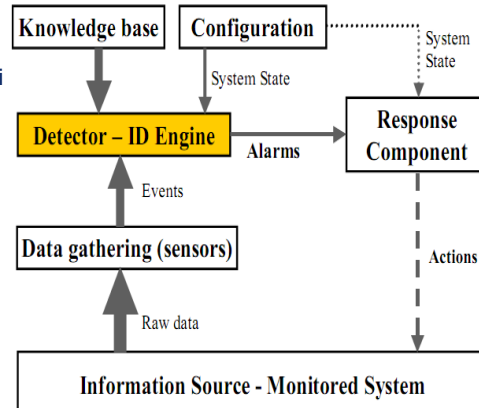 Knowledge base
Configuration
i
System State
System
State
Detector – ID Engine
Alarms
Response
Component
Events
Data gathering (sensors)
Actions
Raw data
Information Source - Monitored System